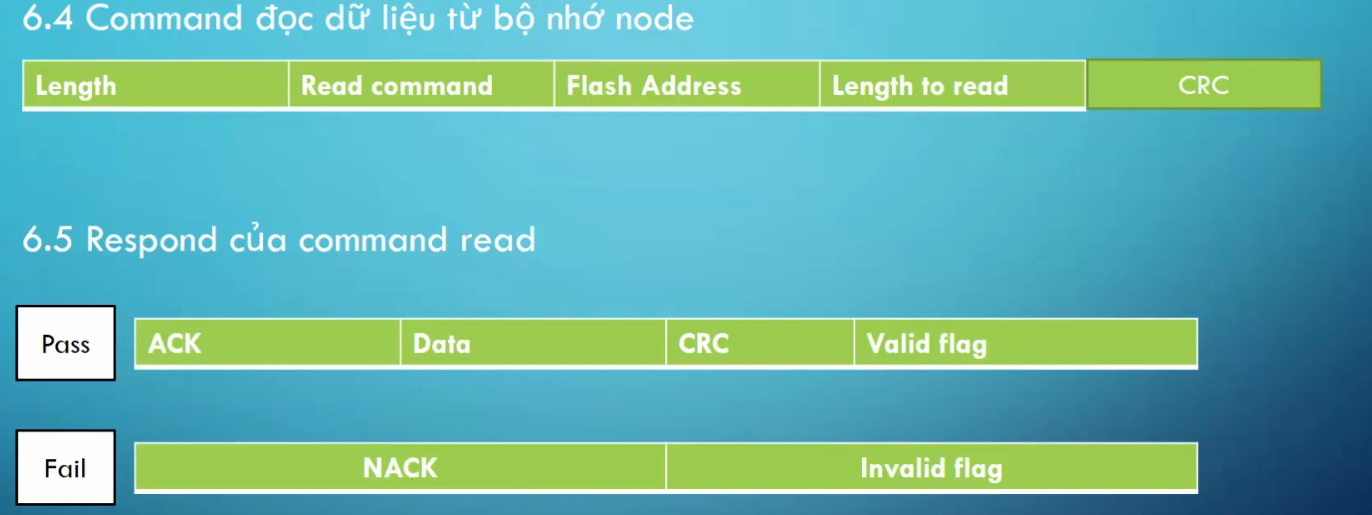 6.4 Command đọc dữ liệu từ bộ nhớ node
Length Read command Flash Address Length to read CRC
6.5 Respond của command read
Pass ACK Data CRC Valid flag
Fail NACK Invalid flag